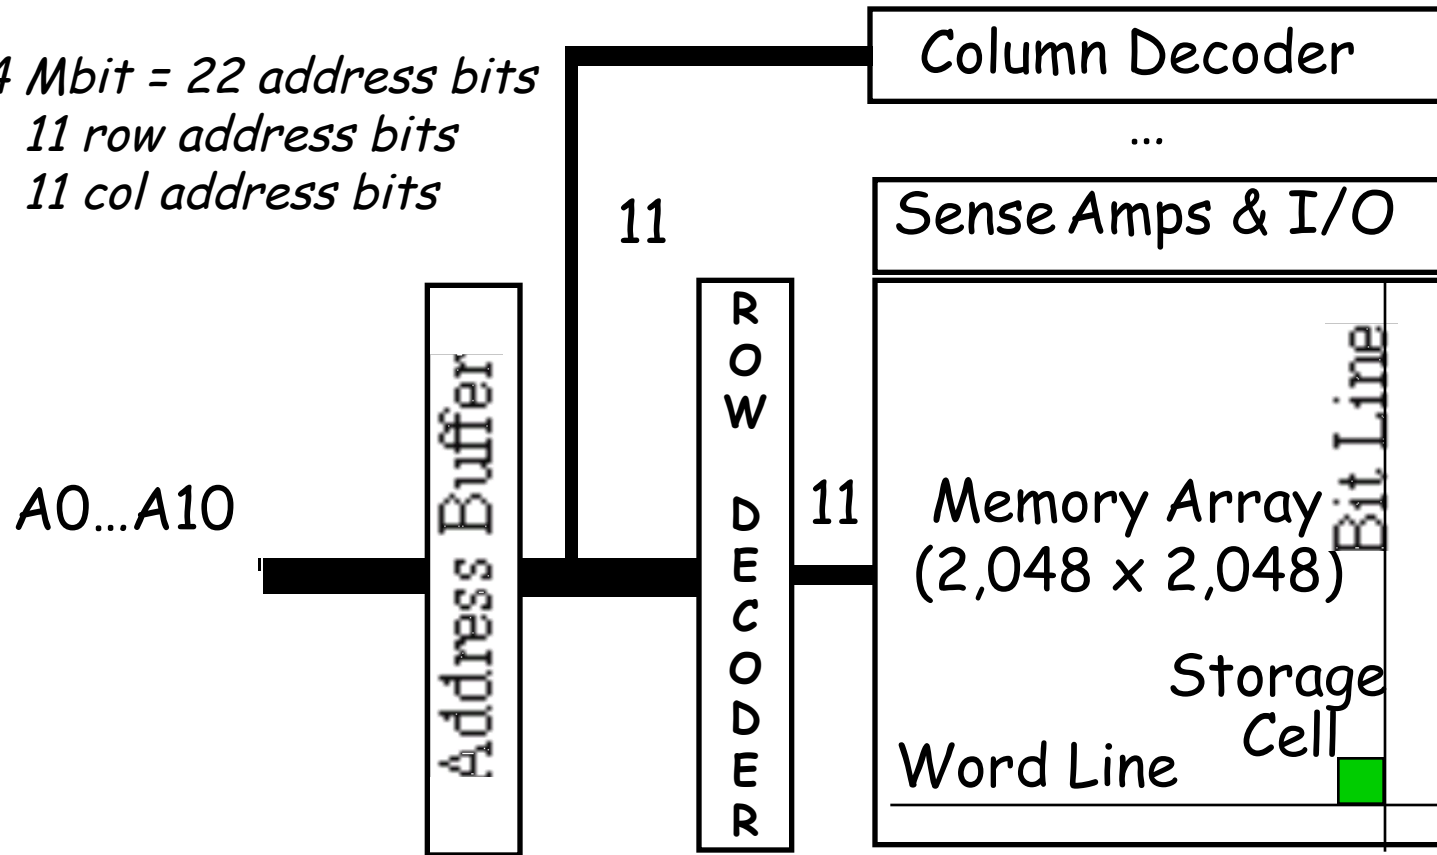 4 Mbit = 22 address bits
11 row address bits
11 col address bits
Column Decoder
...
11
Sense Amps & I/O
Address Buffer
ROW DECODER
Bit Line
A0...A10
11
Memory Array
(2,048 x 2,048)
Storage
Cell
Word Line